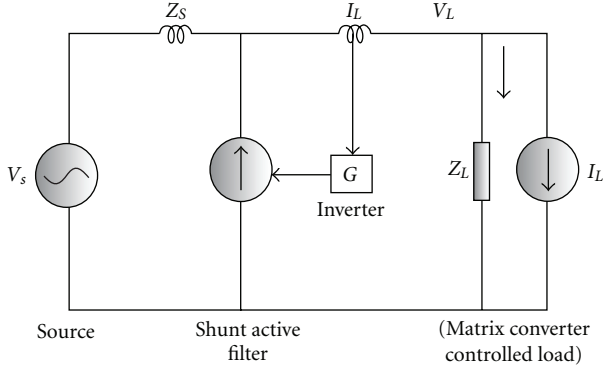 Z_S
I_L
V_L
V_s
G
Inverter
Z_L
I_L
Source
Shunt active
filter
(Matrix converter
controlled load)